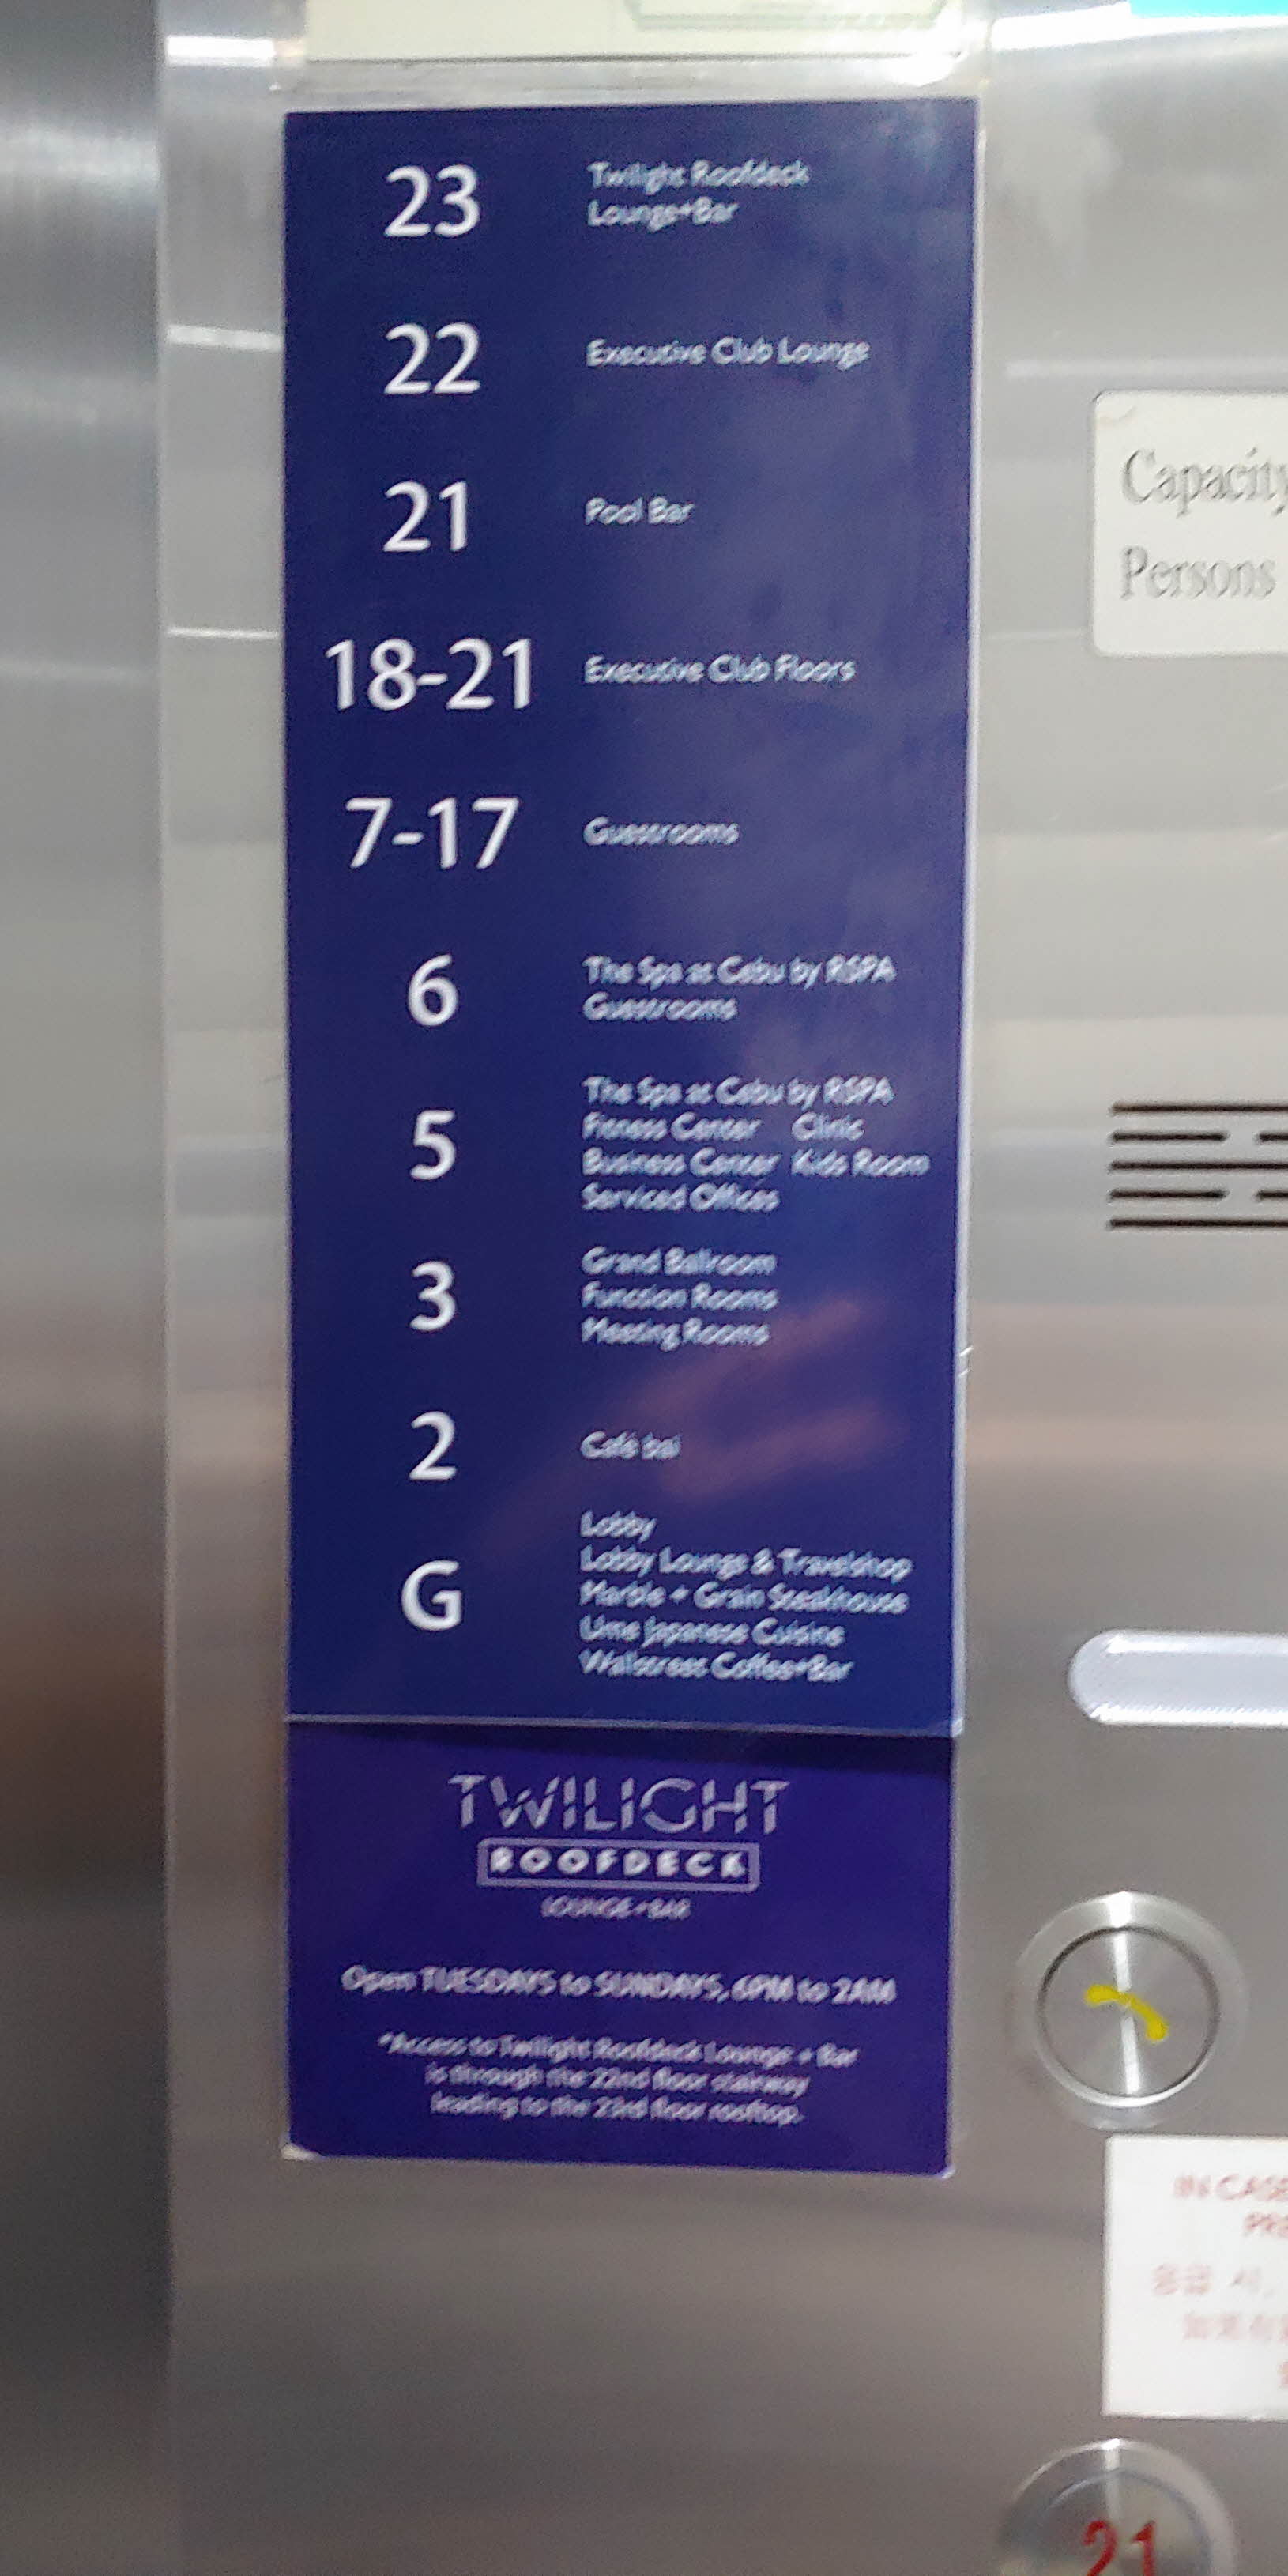 23 Twilight Roofdeck
Lounge+Bar
22 Executive Club Lounge
21 Pool Bar
18-21 Executive Club Floors
7-17 Guestrooms
6 The Spa at Cebu by RSPA
Guestrooms
5 The Spa at Cebu by RSPA
Fitness Center Clinic
Business Center Kids Room
Serviced Offices
3 Grand Ballroom
Function Rooms
Meeting Rooms
2 Café bai
G Lobby
Lobby Lounge & Travelshop
Marble + Grain Steakhouse
Ume Japanese Cuisine
Wallstreet Coffee+Bar
TWILIGHT
ROOFDECK
LOUNGE+BAR
Open TUESDAYS to SUNDAYS, 6PM to 2AM
*Access to Twilight Roofdeck Lounge + Bar
is through the 22nd floor stairway
leading to the 23rd floor rooftop.
Capacity
Persons
IN CASE
21